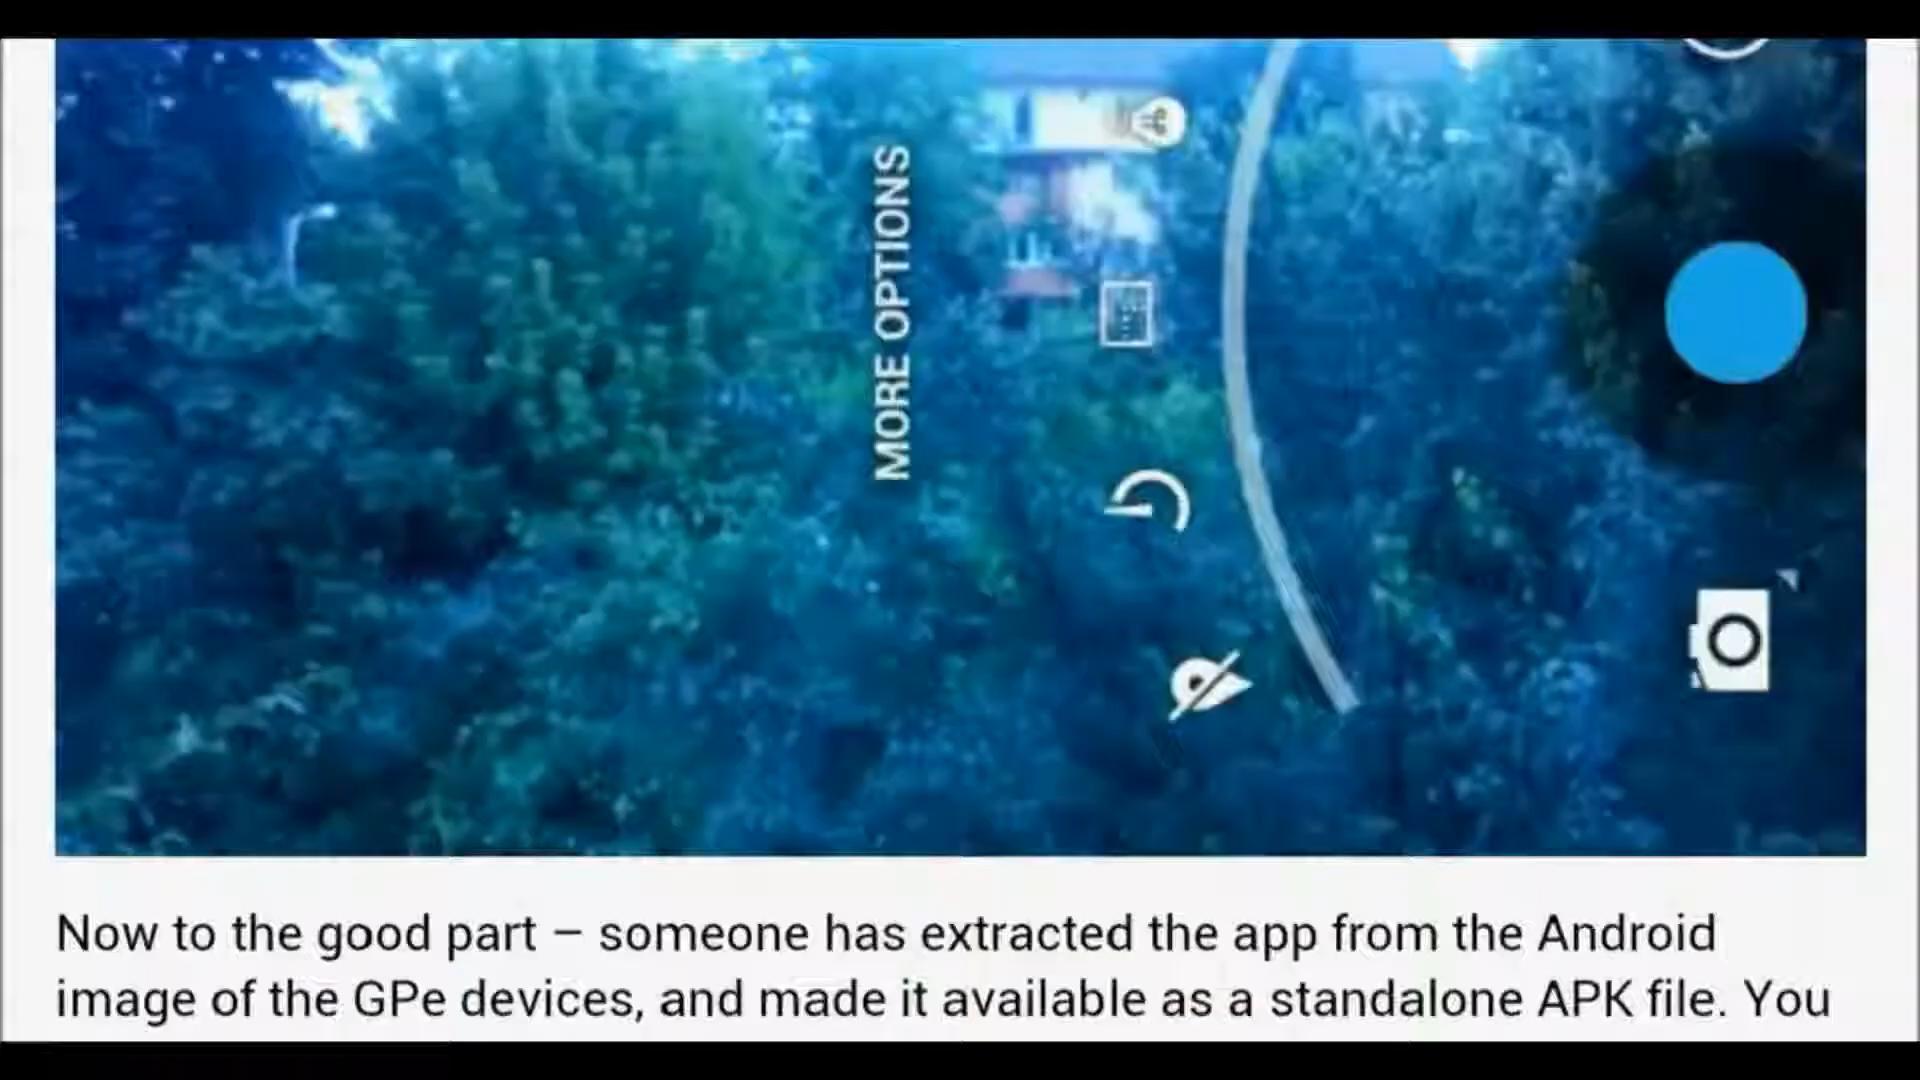 MORE OPTIONS
Now to the good part – someone has extracted the app from the Android
image of the GPe devices, and made it available as a standalone APK file. You